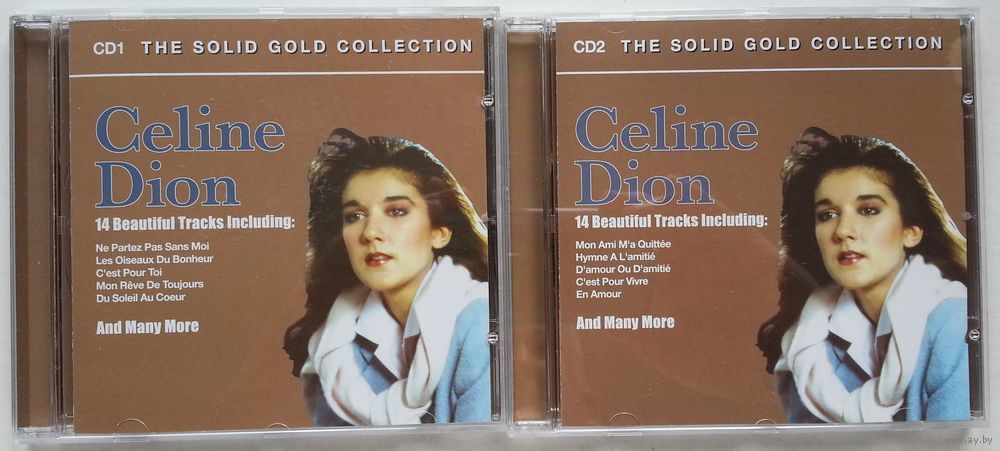 CD1 THE SOLID GOLD COLLECTION
Celine
Dion
14 Beautiful Tracks Including:
Ne Partez Pas Sans Moi
Les Oiseaux Du Bonheur
C'est Pour Toi
Mon Rêve De Toujours
Du Soleil Au Coeur
And Many More
CD2 THE SOLID GOLD COLLECTION
Celine
Dion
14 Beautiful Tracks Including:
Mon Ami M'a Quittée
Hymne A L'amitié
D'amour Ou D'amitié
C'est Pour Vivre
En Amour
And Many More